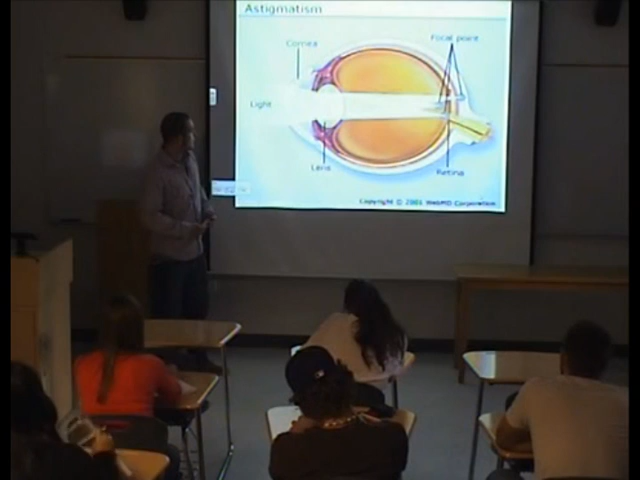 Astigmatism
Cornea
Focal point
Light
Lens
Retina
Copyright © 2001 WebMD Corporation